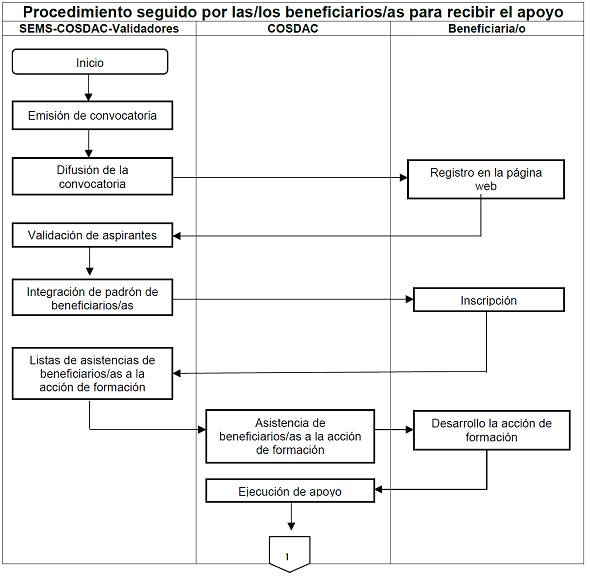 Procedimiento seguido por las/los beneficiarios/as para recibir el apoyo
SEMS-COSDAC-Validadores
COSDAC
Beneficiaria/o
Inicio
Emisión de convocatoria
Difusión de la
convocatoria
Registro en la página
web
Validación de aspirantes
Integración de padrón de
beneficiarios/as
Inscripción
Listas de asistencias de
beneficiarios/as a la
acción de formación
Asistencia de
beneficiarios/as a la acción
de formación
Desarrollo la acción de
formación
Ejecución de apoyo
1